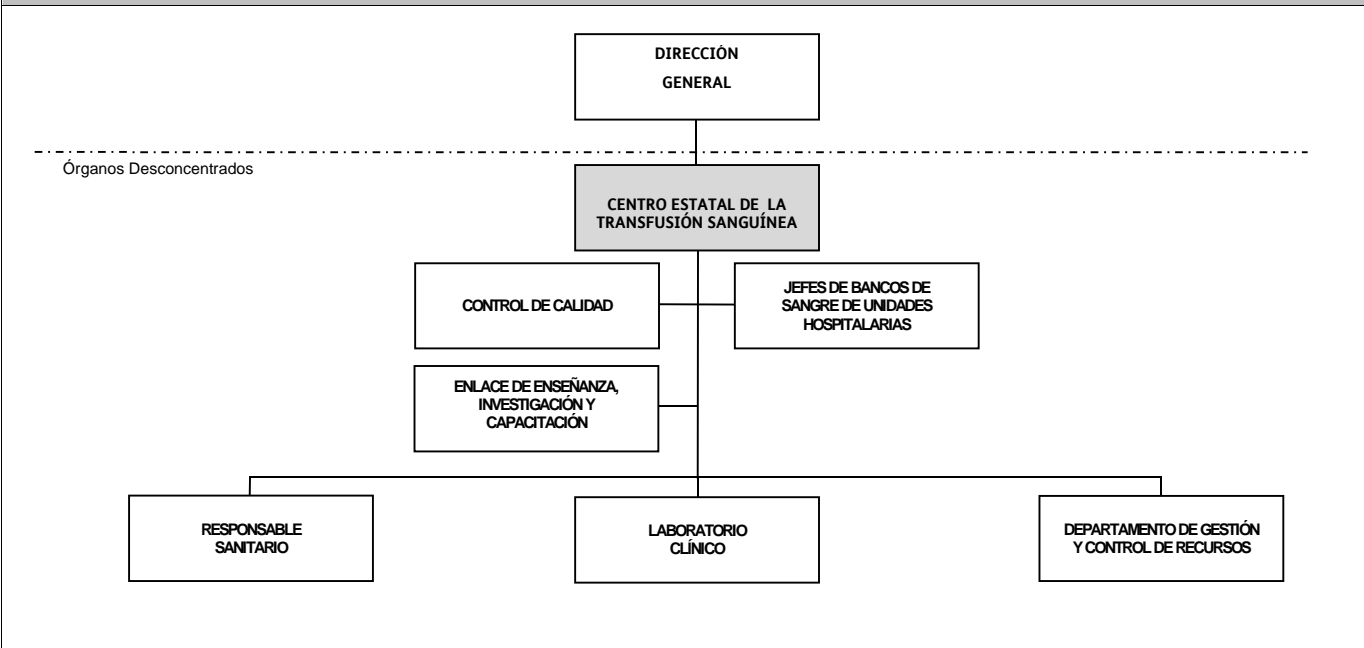 DIRECCIÓN
GENERAL
Órganos Desconcentrados
CENTRO ESTATAL DE LA
TRANSFUSIÓN SANGUÍNEA
CONTROL DE CALIDAD
JEFES DE BANCOS DE
SANGRE DE UNIDADES
HOSPITALARIAS
ENLACE DE ENSEÑANZA,
INVESTIGACIÓN Y
CAPACITACIÓN
RESPONSABLE
SANITARIO
LABORATORIO
CLÍNICO
DEPARTAMENTO DE GESTIÓN
Y CONTROL DE RECURSOS